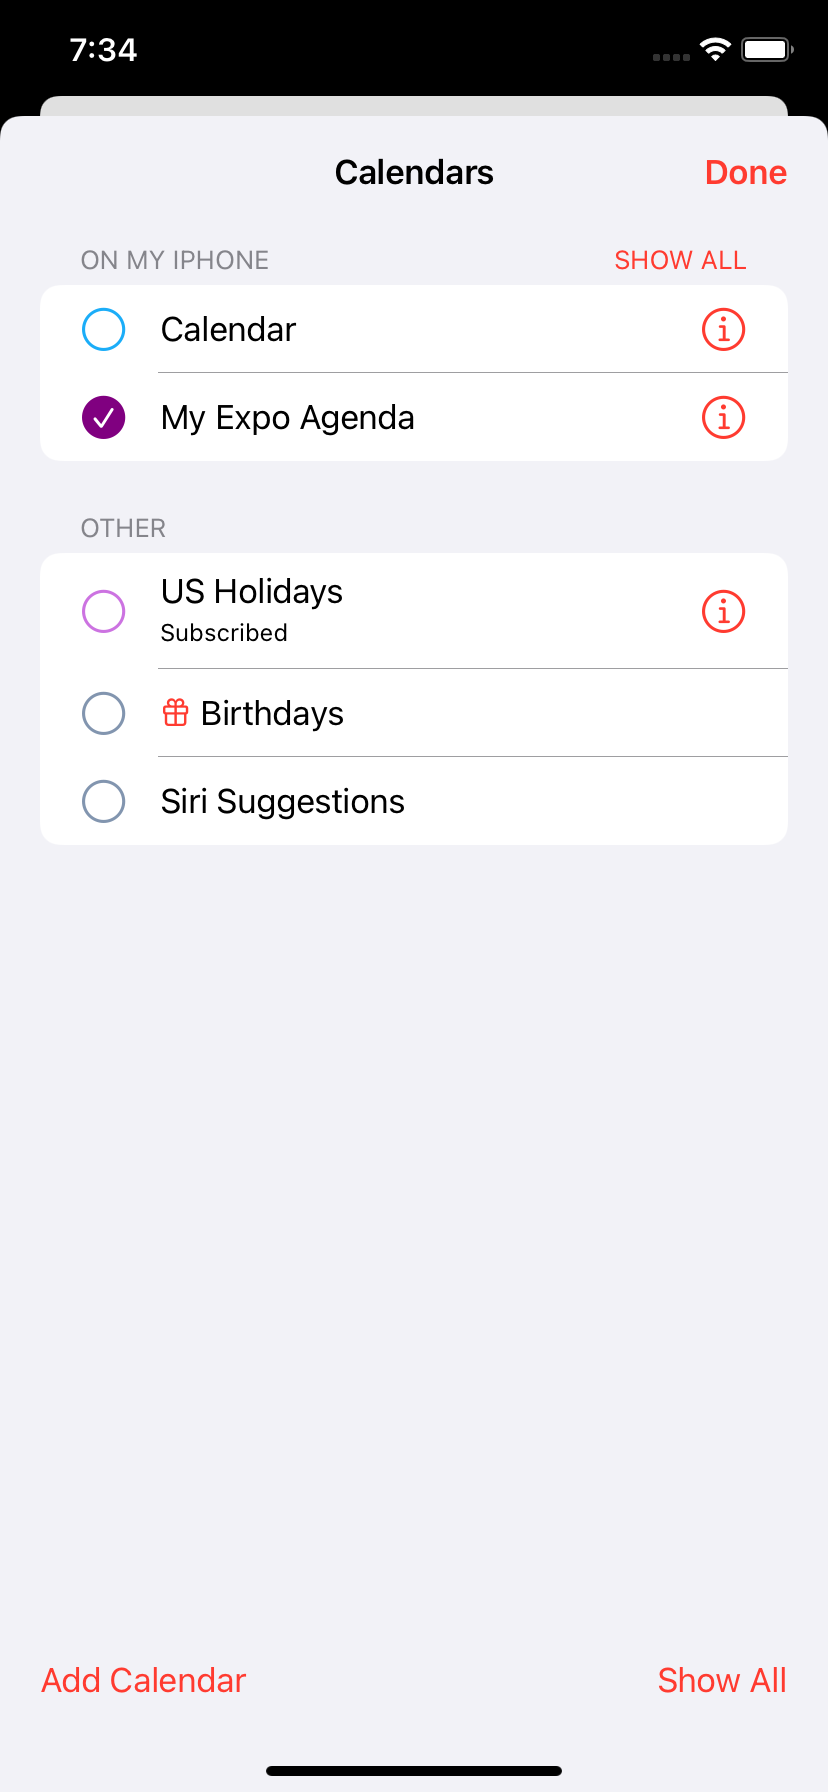 7:34
Calendars
Done
ON MY IPHONE
SHOW ALL
Calendar
My Expo Agenda
OTHER
US Holidays
Subscribed
Birthdays
Siri Suggestions
Add Calendar
Show All